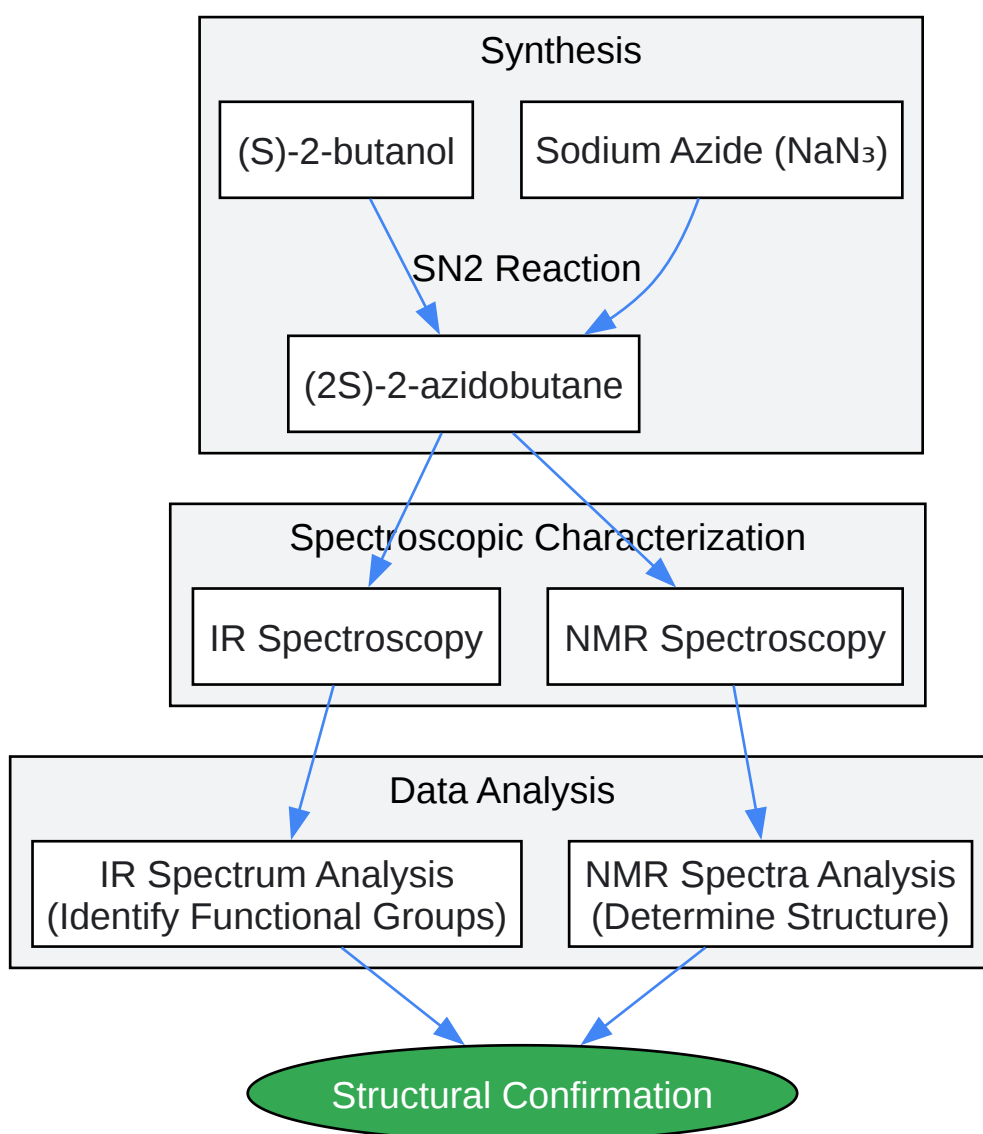 Synthesis
(S)-2-butanol
Sodium Azide (NaN₃)
SN2 Reaction
(2S)-2-azidobutane
Spectroscopic Characterization
IR Spectroscopy
NMR Spectroscopy
Data Analysis
IR Spectrum Analysis
(Identify Functional Groups)
NMR Spectra Analysis
(Determine Structure)
Structural Confirmation